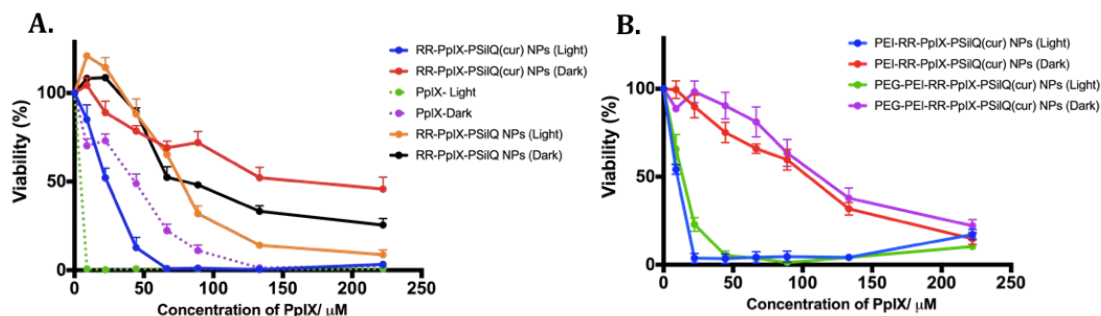 A.
Viability (%)
100
50
0
0
50
100
150
200
250
Concentration of PpIX/ μM
RR-PpIX-PSilQ(cur) NPs (Light)
RR-PpIX-PSilQ(cur) NPs (Dark)
PpIX- Light
PpIX-Dark
RR-PpIX-PSilQ NPs (Light)
RR-PpIX-PSilQ NPs (Dark)
B.
Viability (%)
100
50
0
0
50
100
150
200
250
Concentration of PpIX/ μM
PEI-RR-PpIX-PSilQ(cur) NPs (Light)
PEI-RR-PpIX-PSilQ(cur) NPs (Dark)
PEG-PEI-RR-PpIX-PSilQ(cur) NPs (Light)
PEG-PEI-RR-PpIX-PSilQ(cur) NPs (Dark)